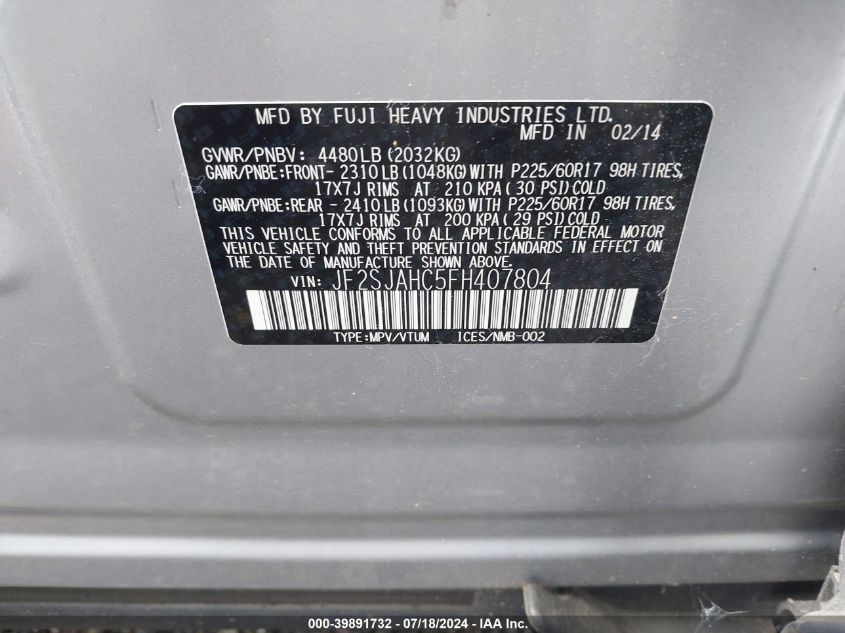 MFD BY FUJI HEAVY INDUSTRIES LTD.
MFD IN 02/14
GVWR/PNBV: 4480LB(2032KG)
GAWR/PNBE:FRONT- 2310LB(1048KG)WITH P225/60R17 98H TIRES,
17X7J RIMS AT 210 KPA( 30 PSI)COLD
GAWR/PNBE:REAR - 2410LB(1093KG)WITH P225/60R17 98H TIRES,
17X7J RIMS AT 200 KPA( 29 PSI)COLD
THIS VEHICLE CONFORMS TO ALL APPLICABLE FEDERAL MOTOR
VEHICLE SAFETY AND THEFT PREVENTION STANDARDS IN EFFECT ON
THE DATE OF MANUFACTURE SHOWN ABOVE.
VIN: JF2SJAHC5FH407804
TYPE:MPV/VTUM ICES/NMB-002
000-39891732 - 07/18/2024 - IAA Inc.